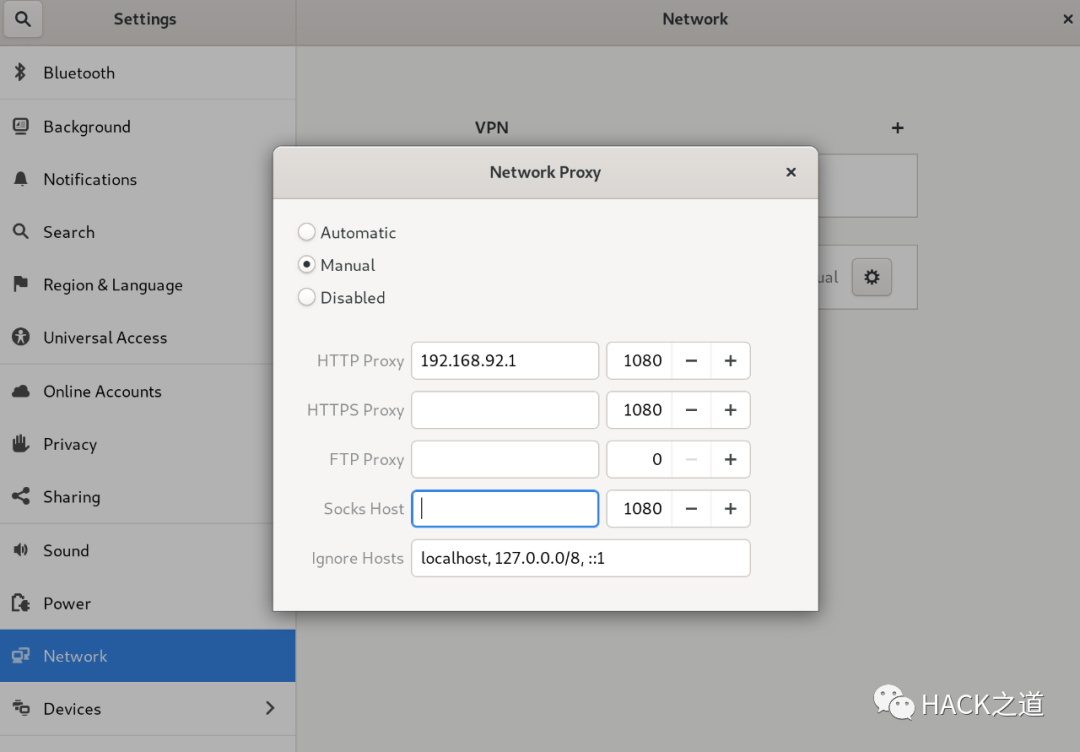 Settings
Network
Bluetooth
Background
Notifications
Search
Region & Language
Universal Access
Online Accounts
Privacy
Sharing
Sound
Power
Network
Devices
VPN
Network Proxy
Automatic
Manual
Disabled
HTTP Proxy 192.168.92.1 1080
HTTPS Proxy 1080
FTP Proxy 0
Socks Host 1080
Ignore Hosts localhost, 127.0.0.0/8, ::1
ual
HACK之道